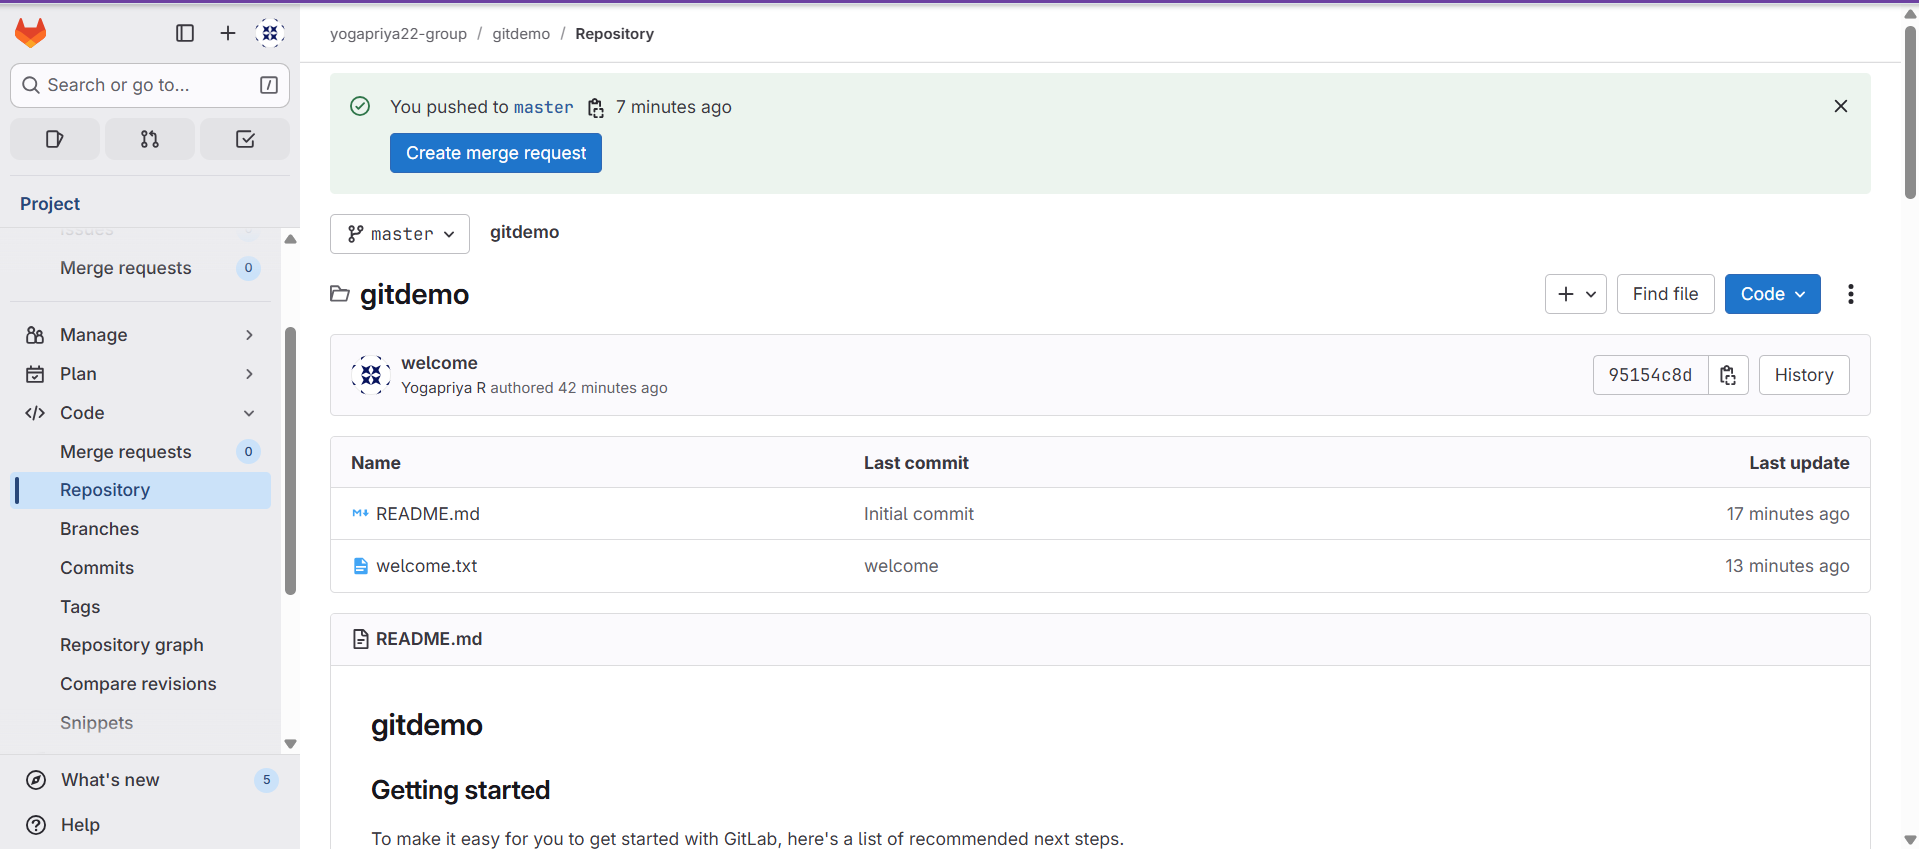 yogapriya22-group / gitdemo / Repository
Search or go to... /
You pushed to master 7 minutes ago
Create merge request
Project
master
gitdemo
Issues
Merge requests 0
gitdemo
Find file
Code
Manage
Plan
Code
welcome
Yogapriya R authored 42 minutes ago
95154c8d
History
Merge requests 0
Repository
Branches
Commits
Tags
Repository graph
Compare revisions
Snippets
Name Last commit Last update
README.md Initial commit 17 minutes ago
welcome.txt welcome 13 minutes ago
README.md
gitdemo
Getting started
To make it easy for you to get started with GitLab, here's a list of recommended next steps.
What's new 5
Help